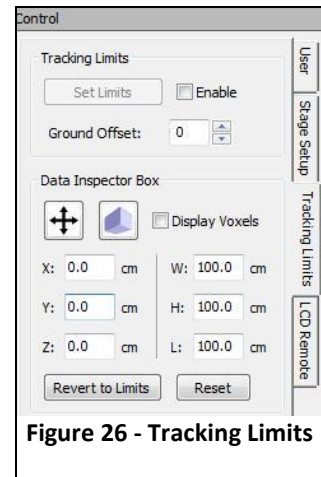 Control
Tracking Limits
Set Limits Enable
Ground Offset: 0
Data Inspector Box
Display Voxels
X: 0.0 cm W: 100.0 cm
Y: 0.0 cm H: 100.0 cm
Z: 0.0 cm L: 100.0 cm
Revert to Limits Reset
User
Stage Setup
Tracking Limits
LCD Remote
Figure 26 - Tracking Limits